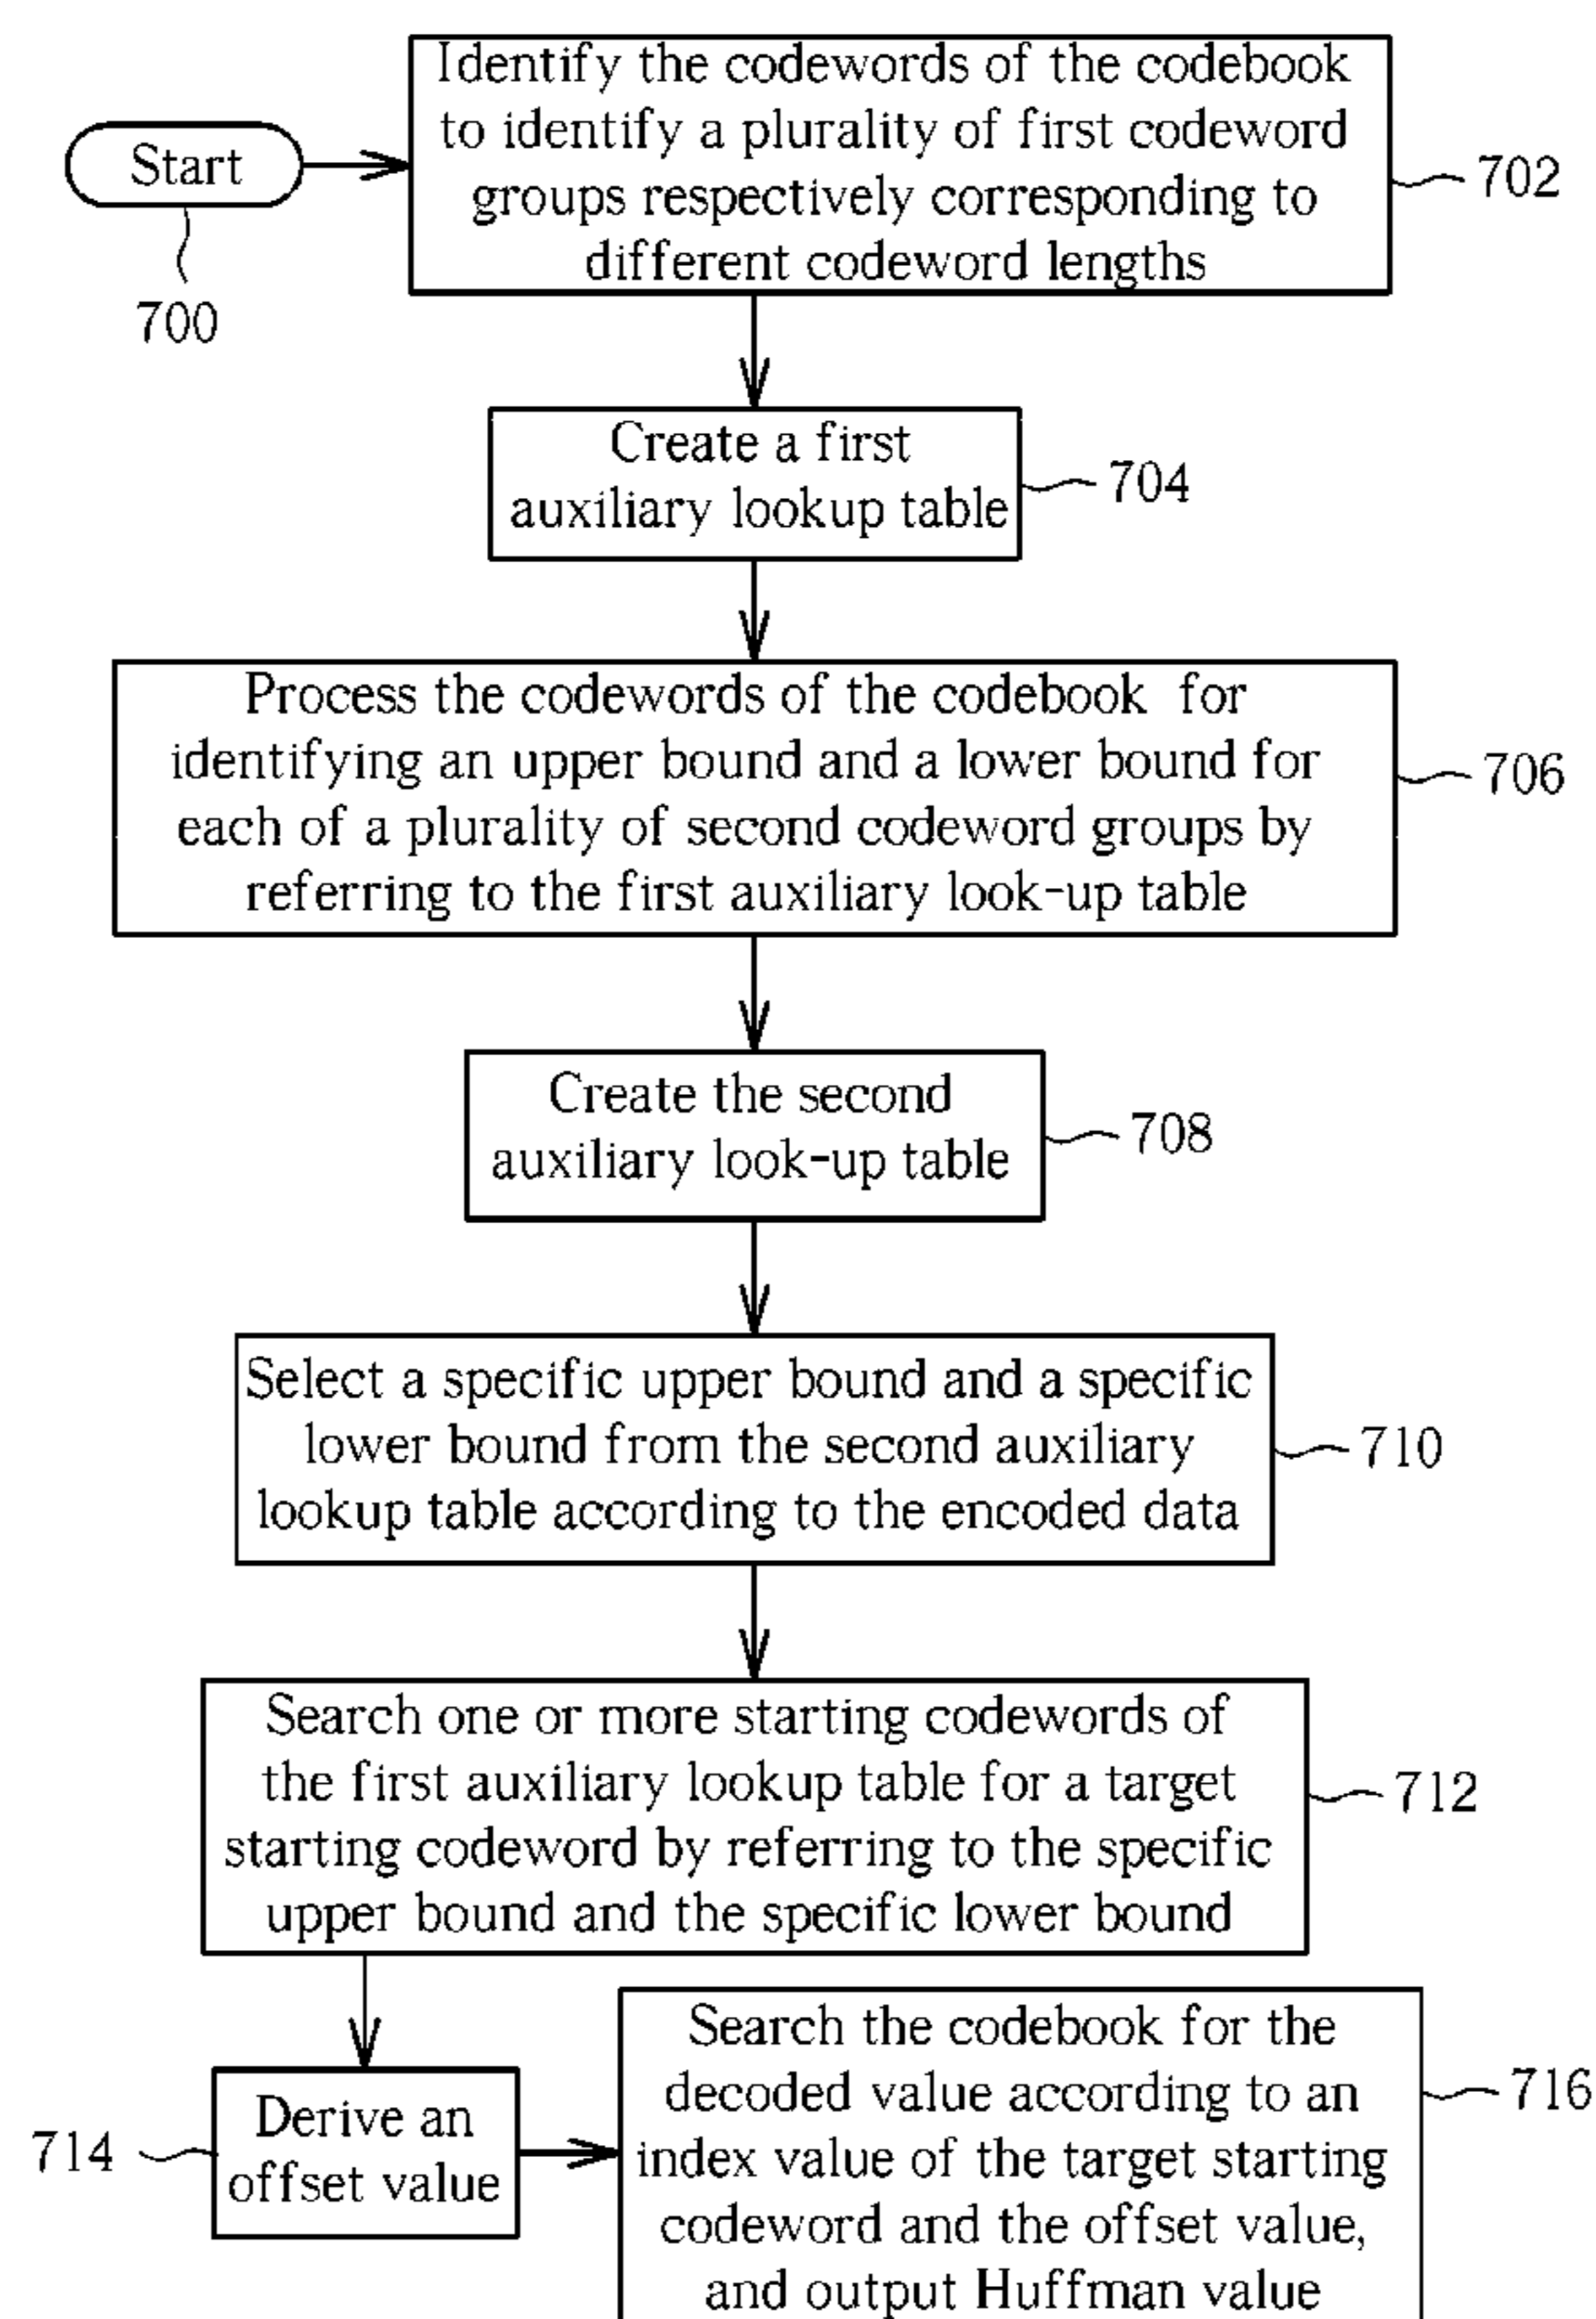 Start
700
Identify the codewords of the codebook
to identify a plurality of first codeword
groups respectively corresponding to
different codeword lengths
702
Create a first
auxiliary lookup table
704
Process the codewords of the codebook for
identifying an upper bound and a lower bound for
each of a plurality of second codeword groups by
referring to the first auxiliary look-up table
706
Create the second
auxiliary look-up table
708
Select a specific upper bound and a specific
lower bound from the second auxiliary
lookup table according to the encoded data
710
Search one or more starting codewords of
the first auxiliary lookup table for a target
starting codeword by referring to the specific
upper bound and the specific lower bound
712
Derive an
offset value
714
Search the codebook for the
decoded value according to an
index value of the target starting
codeword and the offset value,
and output Huffman value
716